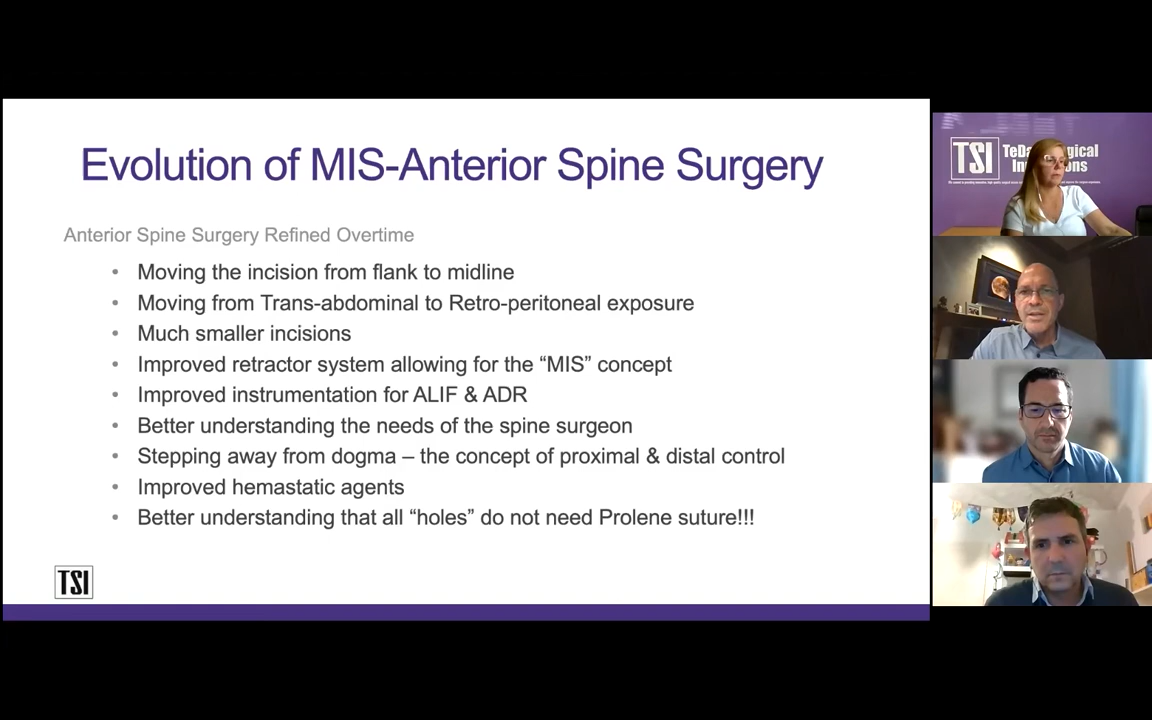 Evolution of MIS-Anterior Spine Surgery
Anterior Spine Surgery Refined Overtime
• Moving the incision from flank to midline
• Moving from Trans-abdominal to Retro-peritoneal exposure
• Much smaller incisions
• Improved retractor system allowing for the “MIS” concept
• Improved instrumentation for ALIF & ADR
• Better understanding the needs of the spine surgeon
• Stepping away from dogma – the concept of proximal & distal control
• Improved hemastatic agents
• Better understanding that all “holes” do not need Prolene suture!!!
TSI
TSI